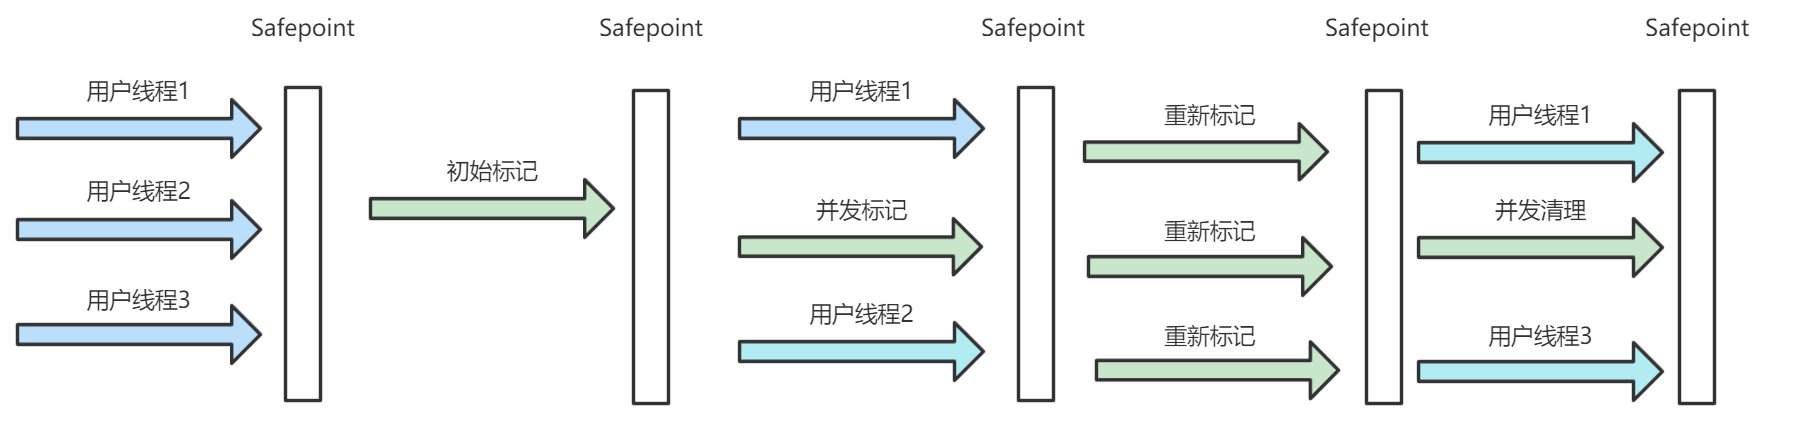 Safepoint
Safepoint
Safepoint
Safepoint
Safepoint
用户线程1
用户线程2
用户线程3
初始标记
用户线程1
并发标记
用户线程2
重新标记
重新标记
重新标记
用户线程1
并发清理
用户线程3